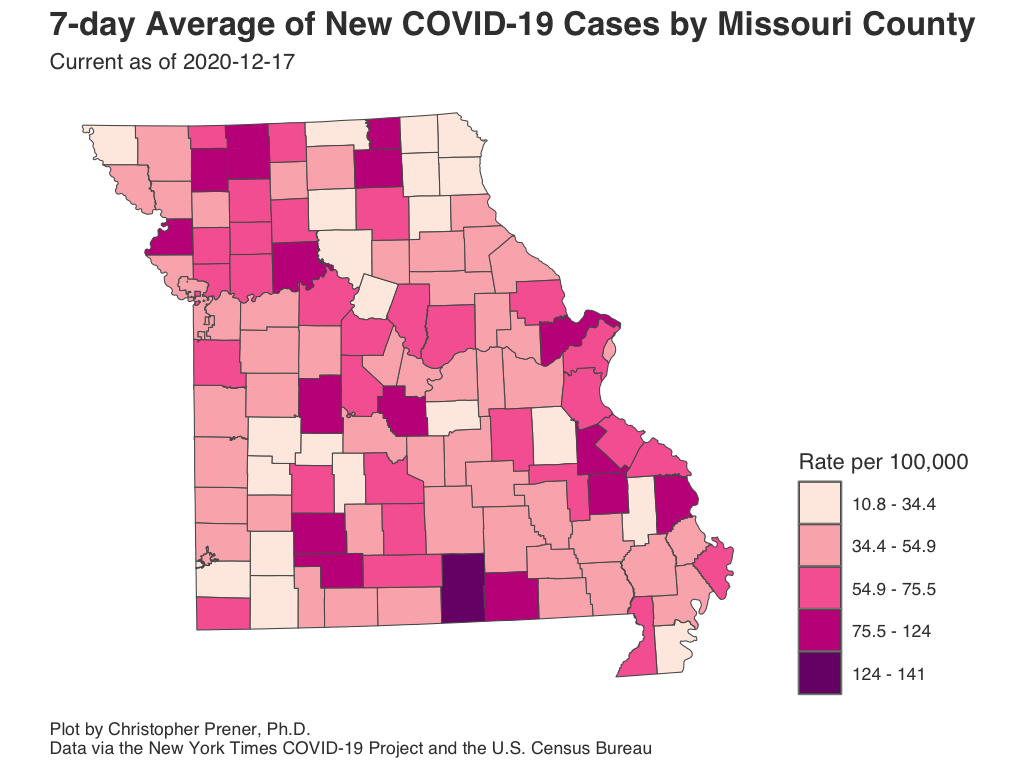 7-day Average of New COVID-19 Cases by Missouri County
Current as of 2020-12-17
Rate per 100,000
10.8 - 34.4
34.4 - 54.9
54.9 - 75.5
75.5 - 124
124 - 141
Plot by Christopher Prener, Ph.D.
Data via the New York Times COVID-19 Project and the U.S. Census Bureau